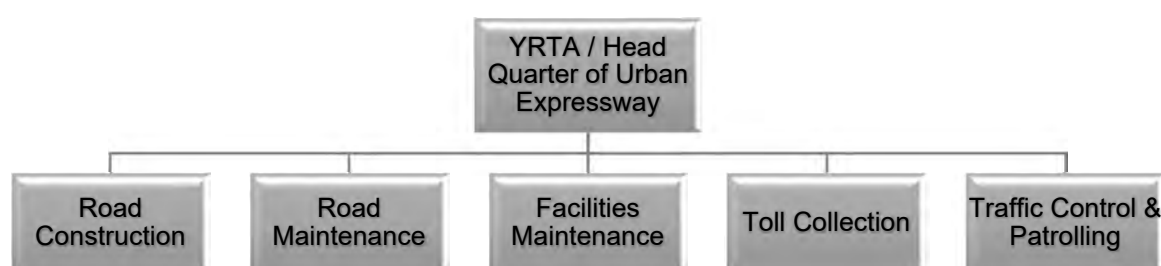 YRTA / Head
Quarter of Urban
Expressway
Road
Construction
Road
Maintenance
Facilities
Maintenance
Toll Collection
Traffic Control &
Patrolling